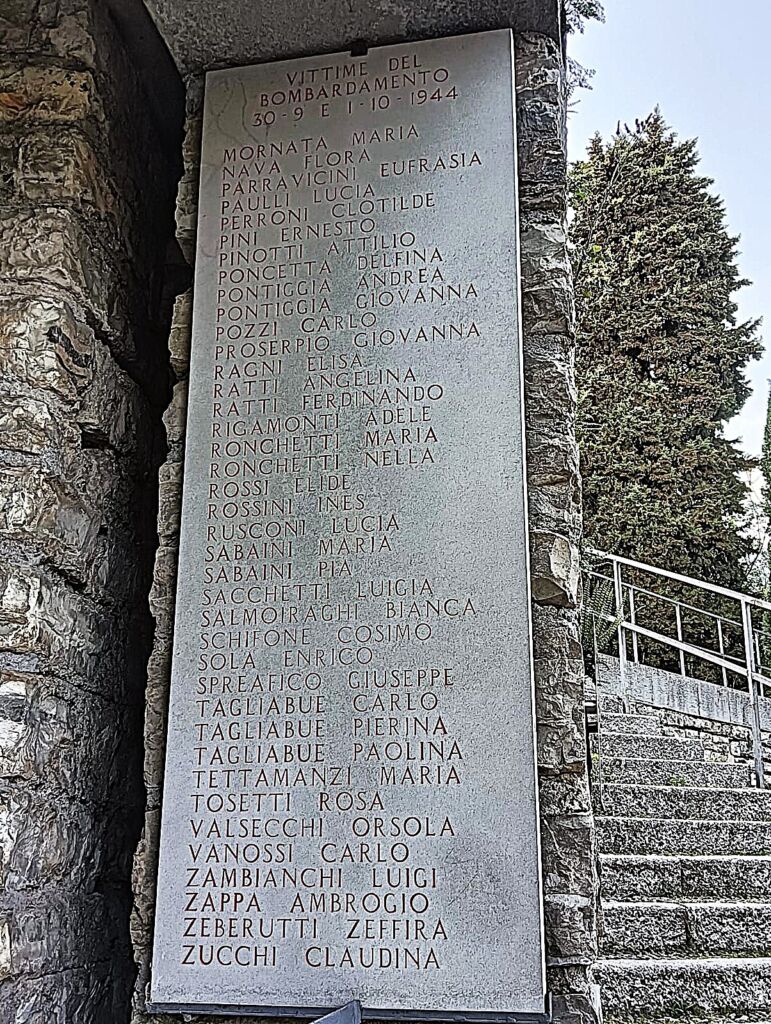 VITTIME DEL
BOMBARDAMENTO
30-9 E 1-10-1944
MORNATA MARIA
NAVA FLORA
PARRAVICINI EUFRASIA
PAULLI LUCIA
PERRONI CLOTILDE
PINI ERNESTO
PINOTTI ATTILIO
PONCETTA DELFINA
PONTIGGIA ANDREA
PONTIGGIA GIOVANNA
POZZI CARLO
PROSERPIO GIOVANNA
RAGNI ELISA
RATTI ANGELINA
RATTI FERDINANDO
RIGAMONTI ADELE
RONCHETTI MARIA
RONCHETTI NELLA
ROSSI ELIDE
ROSSINI INES
RUSCONI LUCIA
SABAINI MARIA
SABAINI PIA
SACCHETTI LUIGIA
SALMOIRAGHI BIANCA
SCHIFONE COSIMO
SOLA ENRICO
SPREAFICO GIUSEPPE
TAGLIABUE CARLO
TAGLIABUE PIERINA
TAGLIABUE PAOLINA
TETTAMANZI MARIA
TOSETTI ROSA
VALSECCHI ORSOLA
VANOSSI CARLO
ZAMBIANCHI LUIGI
ZAPPA AMBROGIO
ZEBERUTTI ZEFFIRA
ZUCCHI CLAUDINA